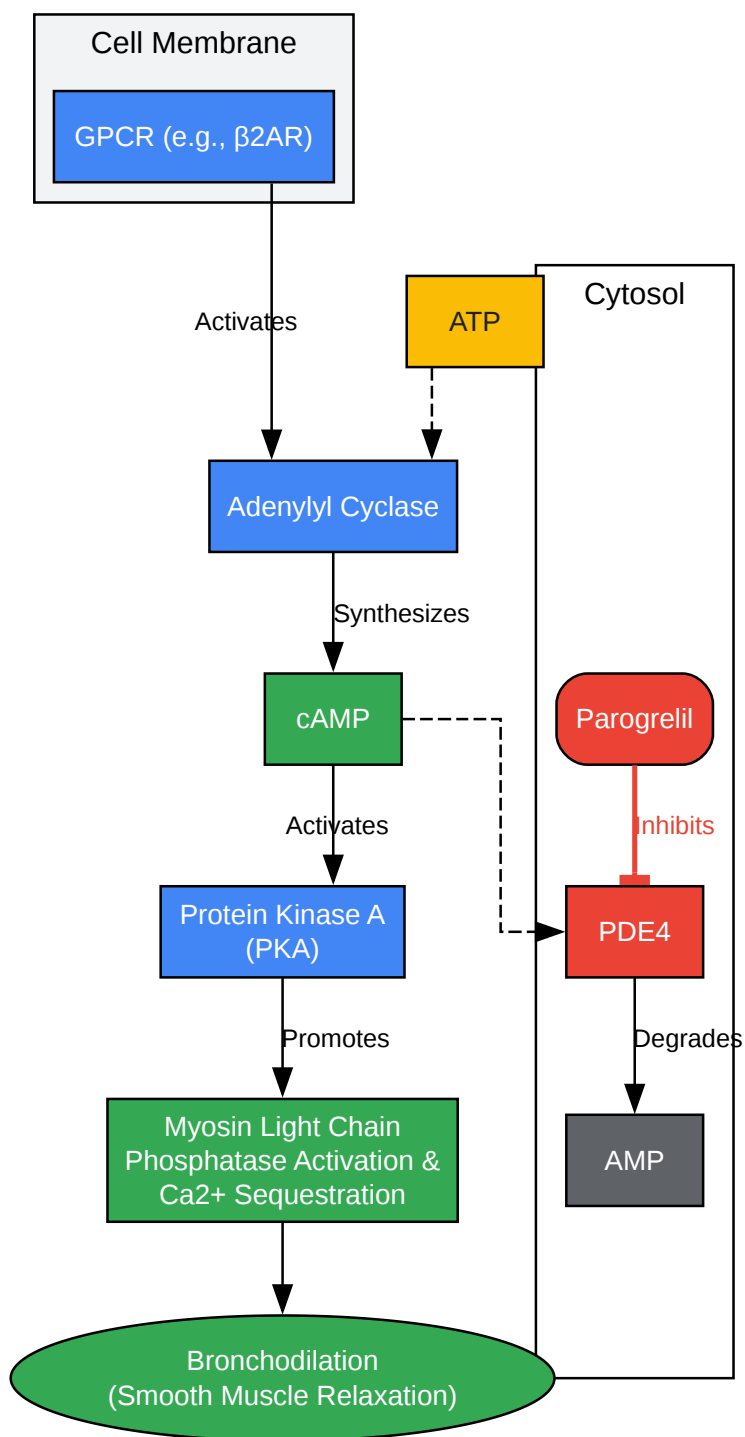 Cell Membrane
GPCR (e.g., β2AR)
Activates
ATP
Cytosol
Adenylyl Cyclase
Synthesizes
cAMP
Parogrelil
Activates
Inhibits
Protein Kinase A
(PKA)
PDE4
Promotes
Degrades
Myosin Light Chain
Phosphatase Activation &
Ca2+ Sequestration
AMP
Bronchodilation
(Smooth Muscle Relaxation)